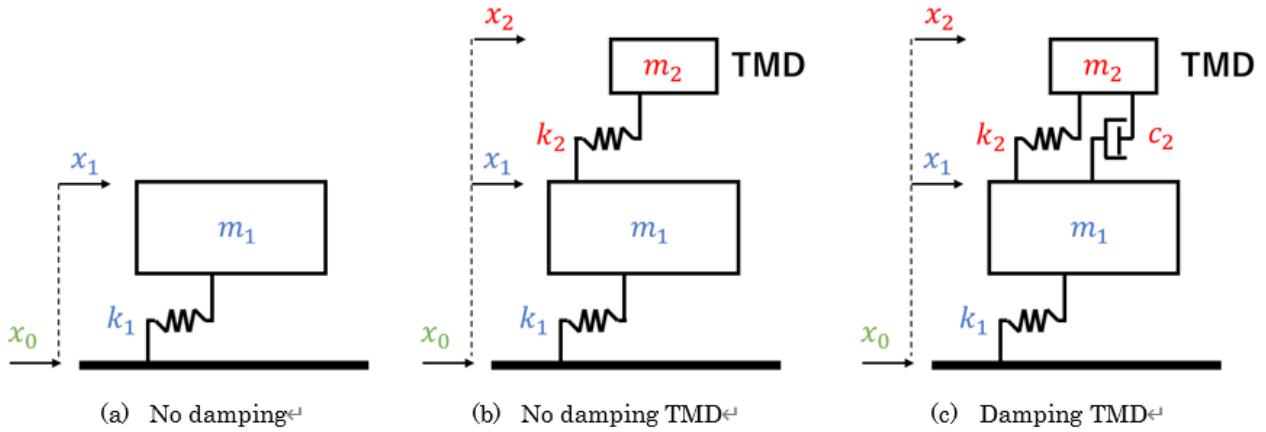 x₁
m₁
k₁
x₀
(a) No damping↵
x₂
m₂
TMD
k₂
x₁
m₁
k₁
x₀
(b) No damping TMD↵
x₂
m₂
TMD
k₂
c₂
x₁
m₁
k₁
x₀
(c) Damping TMD↵